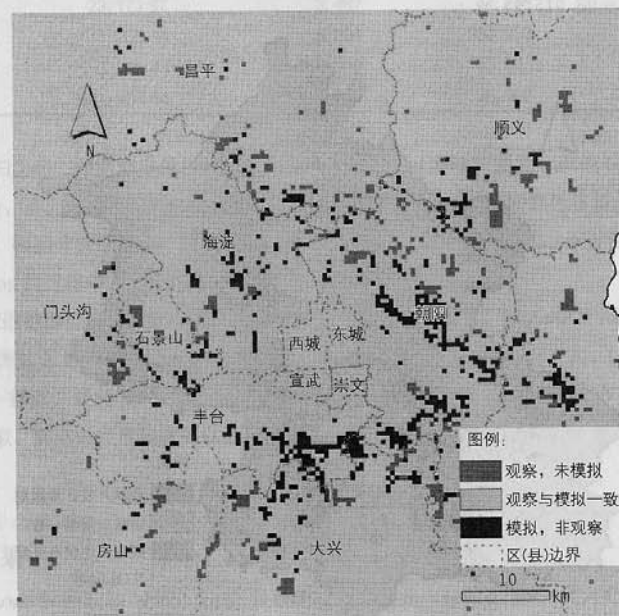 昌平
顺义
N
海淀
门头沟
石景山
西城
东城
朝阳
宣武
崇文
丰台
房山
大兴
图例:
观察，未模拟
观察与模拟一致
模拟，非观察
区(县)边界
10
km